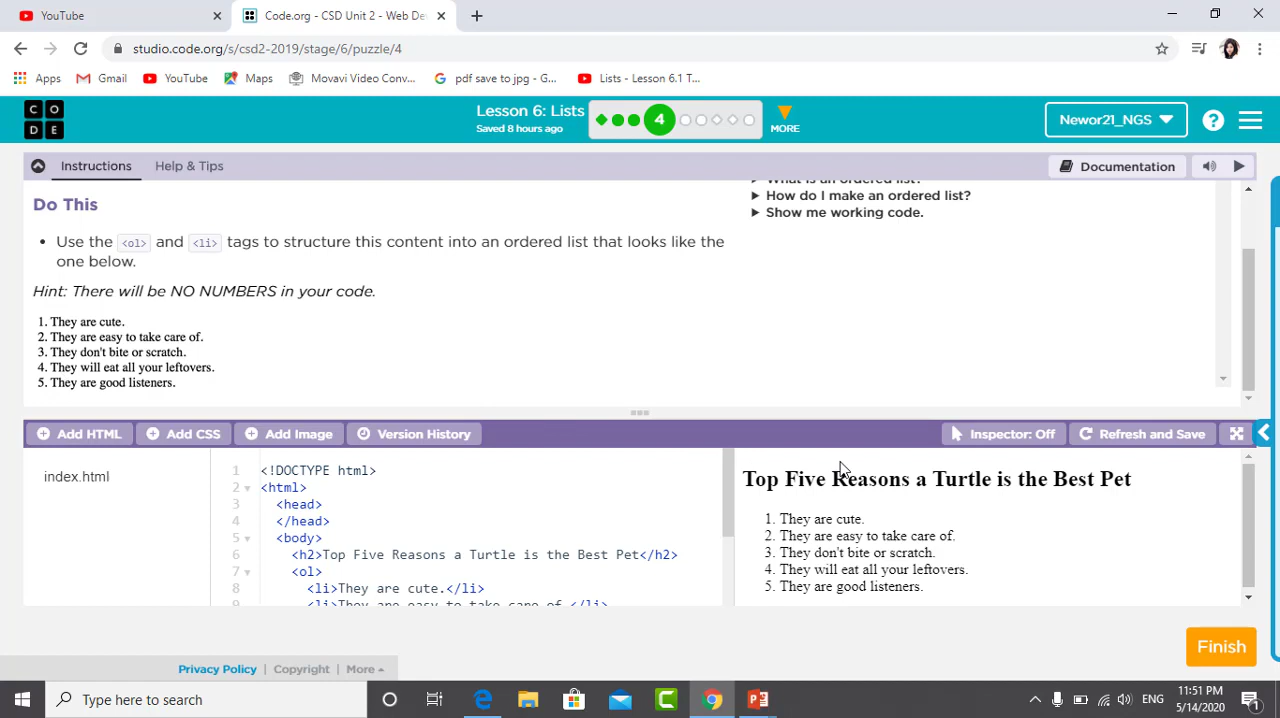 YouTube
Code.org - CSD Unit 2 - Web De
studio.code.org/s/csd2-2019/stage/6/puzzle/4
Apps Gmail YouTube Maps Movavi Video Conv... pdf save to jpg - G... Lists - Lesson 6.1 T...
C O D E
Lesson 6: Lists
Saved 8 hours ago
4
MORE
Newor21_NGS
?
Instructions Help & Tips Documentation
How do I make an ordered list?
Show me working code.
Do This
• Use the <ol> and <li> tags to structure this content into an ordered list that looks like the
one below.
Hint: There will be NO NUMBERS in your code.
1. They are cute.
2. They are easy to take care of.
3. They don't bite or scratch.
4. They will eat all your leftovers.
5. They are good listeners.
Add HTML Add CSS Add Image Version History Inspector: Off Refresh and Save
index.html
1 <!DOCTYPE html>
2 <html>
3 <head>
4 </head>
5 <body>
6 <h2>Top Five Reasons a Turtle is the Best Pet</h2>
7 <ol>
8 <li>They are cute.</li>
9 <li>They are easy to take care of.</li>
Top Five Reasons a Turtle is the Best Pet
1. They are cute.
2. They are easy to take care of.
3. They don't bite or scratch.
4. They will eat all your leftovers.
5. They are good listeners.
Finish
Privacy Policy | Copyright | More
Type here to search
ENG
11:51 PM
5/14/2020
1